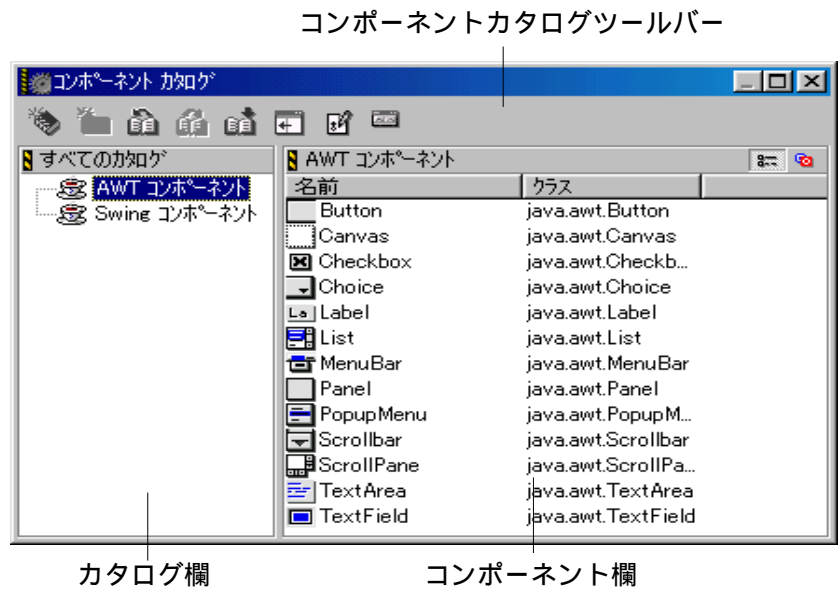 コンポーネントカタログツールバー
コンポーネント カタログ
すべてのカタログ
AWT コンポーネント
Swing コンポーネント
AWT コンポーネント
名前 クラス
Button java.awt.Button
Canvas java.awt.Canvas
Checkbox java.awt.Checkb...
Choice java.awt.Choice
La Label java.awt.Label
List java.awt.List
MenuBar java.awt.MenuBar
Panel java.awt.Panel
PopupMenu java.awt.PopupM...
Scrollbar java.awt.Scrollbar
ScrollPane java.awt.ScrollPa...
TextArea java.awt.TextArea
TextField java.awt.TextField
カタログ欄 コンポーネント欄